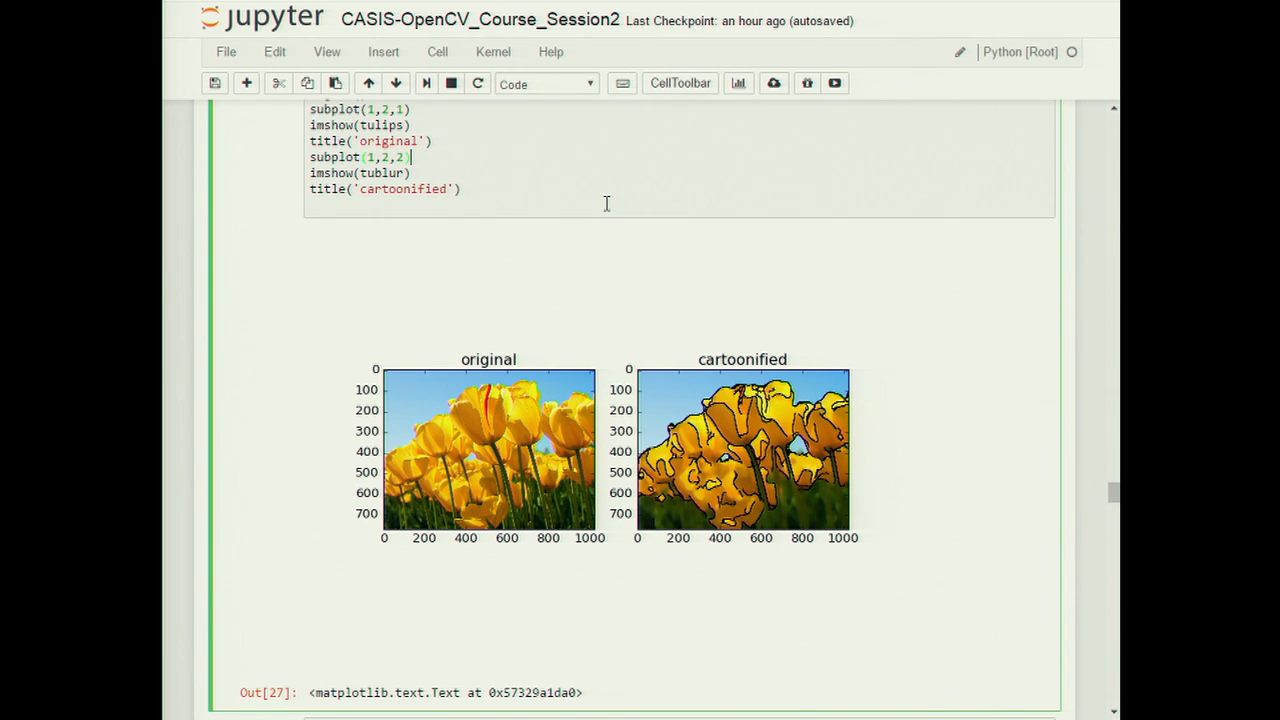 jupyter CASIS-OpenCV_Course_Session2 Last Checkpoint: an hour ago (autosaved)
File Edit View Insert Cell Kernel Help Python [Root]
Code CellToolbar
subplot(1,2,1)
imshow(tulips)
title('original')
subplot(1,2,2)
imshow(tublur)
title('cartoonified')
original cartoonified
0 0
100 100
200 200
300 300
400 400
500 500
600 600
700 700
0 200 400 600 800 1000 0 200 400 600 800 1000
Out[27]: <matplotlib.text.Text at 0x57329a1da0>